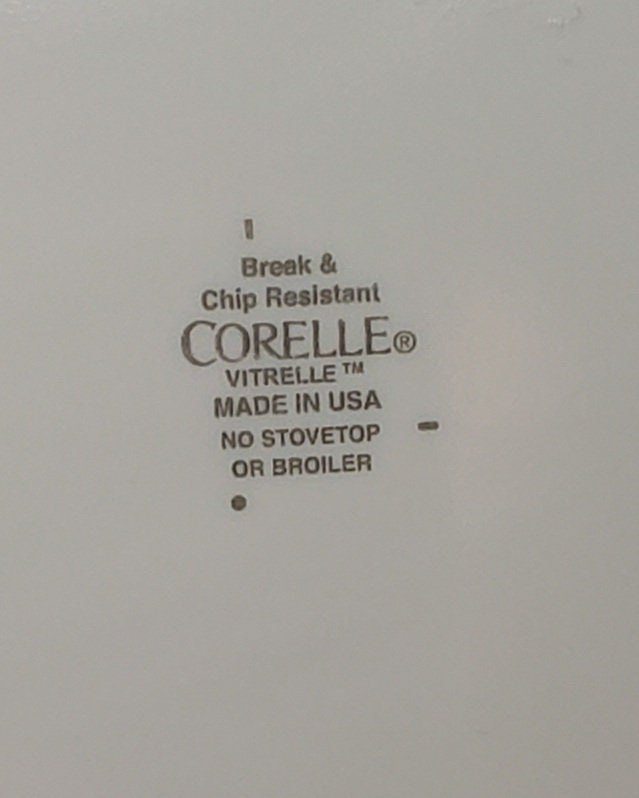 Break &
Chip Resistant
CORELLE®
VITRELLE™
MADE IN USA
NO STOVETOP
OR BROILER